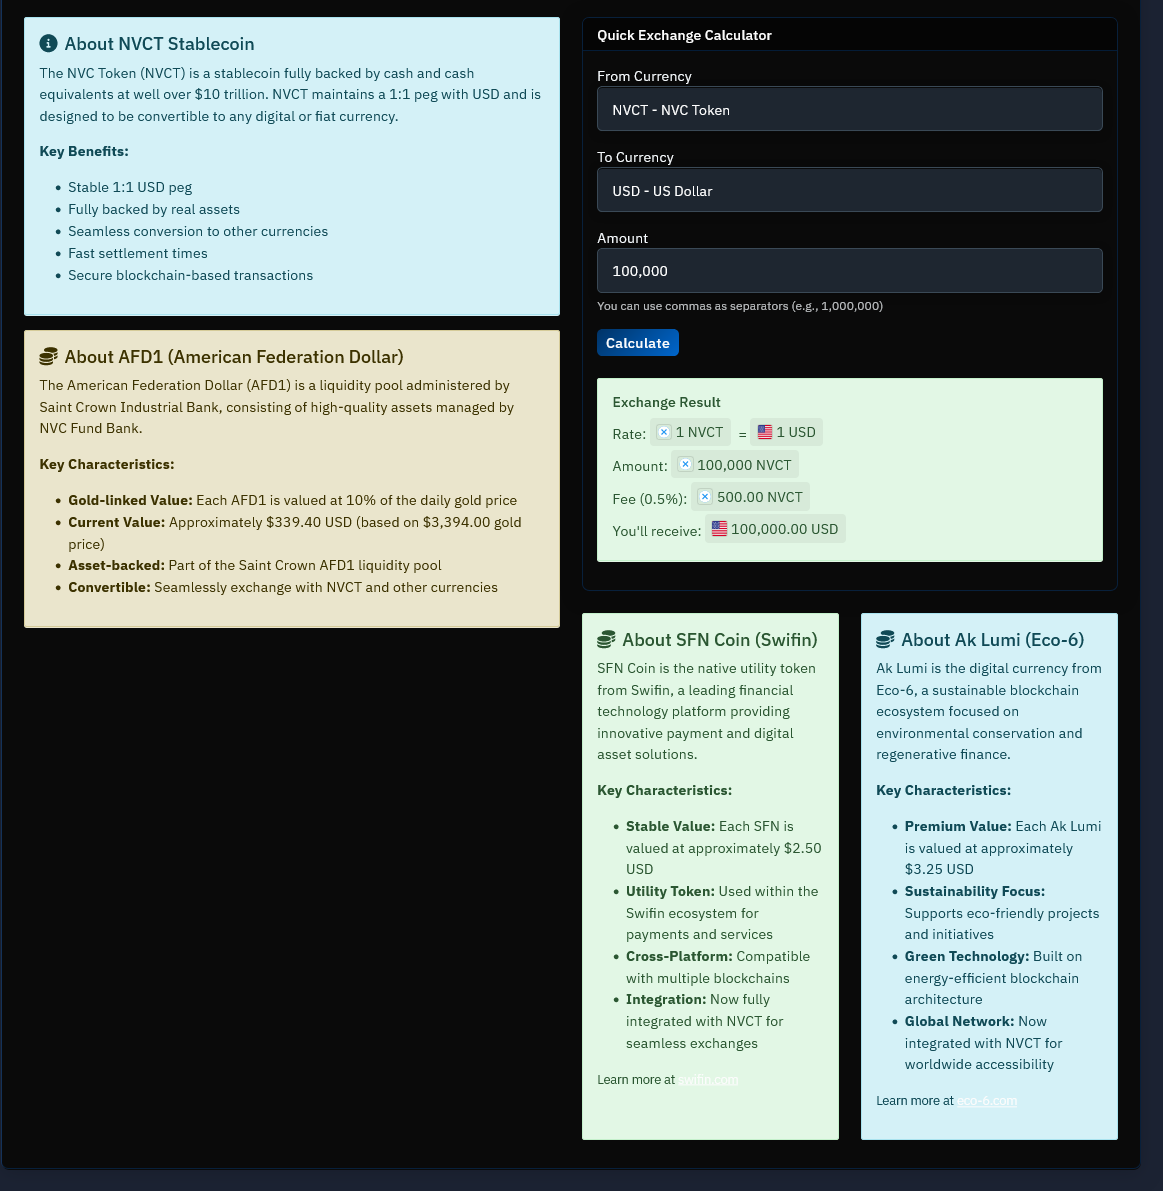 About NVCT Stablecoin
The NVC Token (NVCT) is a stablecoin fully backed by cash and cash
equivalents at well over $10 trillion. NVCT maintains a 1:1 peg with USD and is
designed to be convertible to any digital or fiat currency.
Key Benefits:
• Stable 1:1 USD peg
• Fully backed by real assets
• Seamless conversion to other currencies
• Fast settlement times
• Secure blockchain-based transactions
About AFD1 (American Federation Dollar)
The American Federation Dollar (AFD1) is a liquidity pool administered by
Saint Crown Industrial Bank, consisting of high-quality assets managed by
NVC Fund Bank.
Key Characteristics:
• Gold-linked Value: Each AFD1 is valued at 10% of the daily gold price
• Current Value: Approximately $339.40 USD (based on $3,394.00 gold
price)
• Asset-backed: Part of the Saint Crown AFD1 liquidity pool
• Convertible: Seamlessly exchange with NVCT and other currencies
Quick Exchange Calculator
From Currency
NVCT - NVC Token
To Currency
USD - US Dollar
Amount
100,000
You can use commas as separators (e.g., 1,000,000)
Calculate
Exchange Result
Rate: 1 NVCT = 1 USD
Amount: 100,000 NVCT
Fee (0.5%): 500.00 NVCT
You'll receive: 100,000.00 USD
About SFN Coin (Swifin)
SFN Coin is the native utility token
from Swifin, a leading financial
technology platform providing
innovative payment and digital
asset solutions.
Key Characteristics:
• Stable Value: Each SFN is
valued at approximately $2.50
USD
• Utility Token: Used within the
Swifin ecosystem for
payments and services
• Cross-Platform: Compatible
with multiple blockchains
• Integration: Now fully
integrated with NVCT for
seamless exchanges
Learn more at swifin.com
About Ak Lumi (Eco-6)
Ak Lumi is the digital currency from
Eco-6, a sustainable blockchain
ecosystem focused on
environmental conservation and
regenerative finance.
Key Characteristics:
• Premium Value: Each Ak Lumi
is valued at approximately
$3.25 USD
• Sustainability Focus:
Supports eco-friendly projects
and initiatives
• Green Technology: Built on
energy-efficient blockchain
architecture
• Global Network: Now
integrated with NVCT for
worldwide accessibility
Learn more at eco-6.com